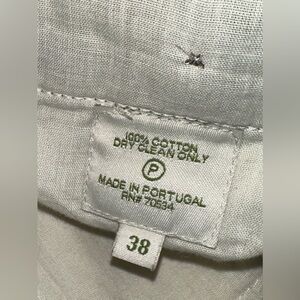 100% COTTON
DRY CLEAN ONLY
P
MADE IN PORTUGAL
RN# 70534
38